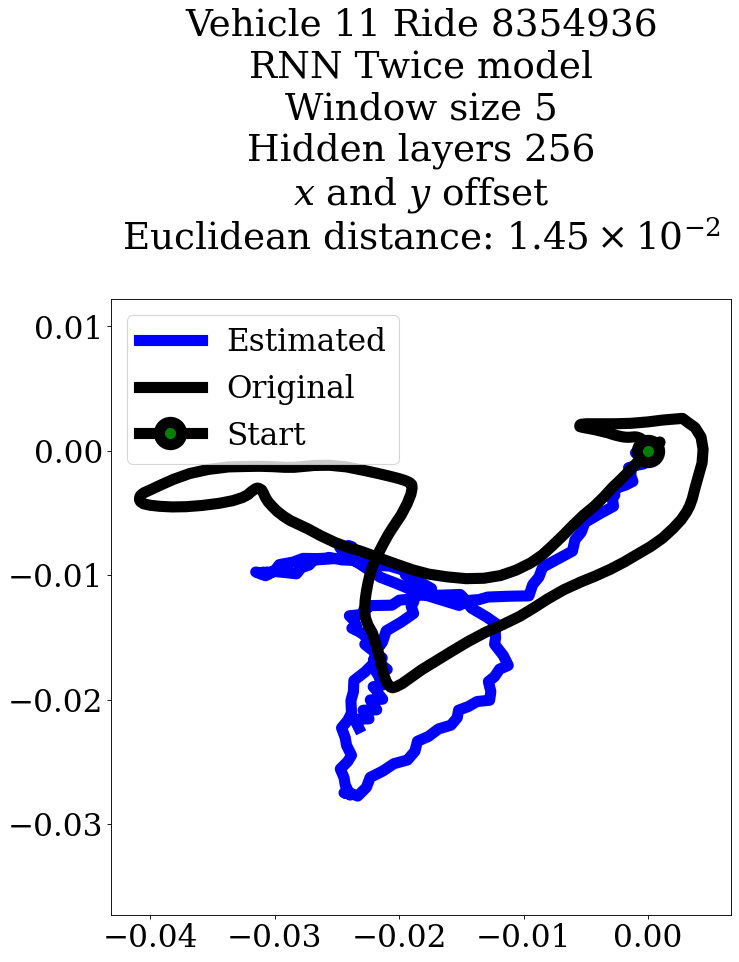 Vehicle 11 Ride 8354936
RNN Twice model
Window size 5
Hidden layers 256
x and y offset
Euclidean distance: 1.45 × 10⁻²
Estimated
Original
Start
0.01
0.00
−0.01
−0.02
−0.03
−0.04 −0.03 −0.02 −0.01 0.00